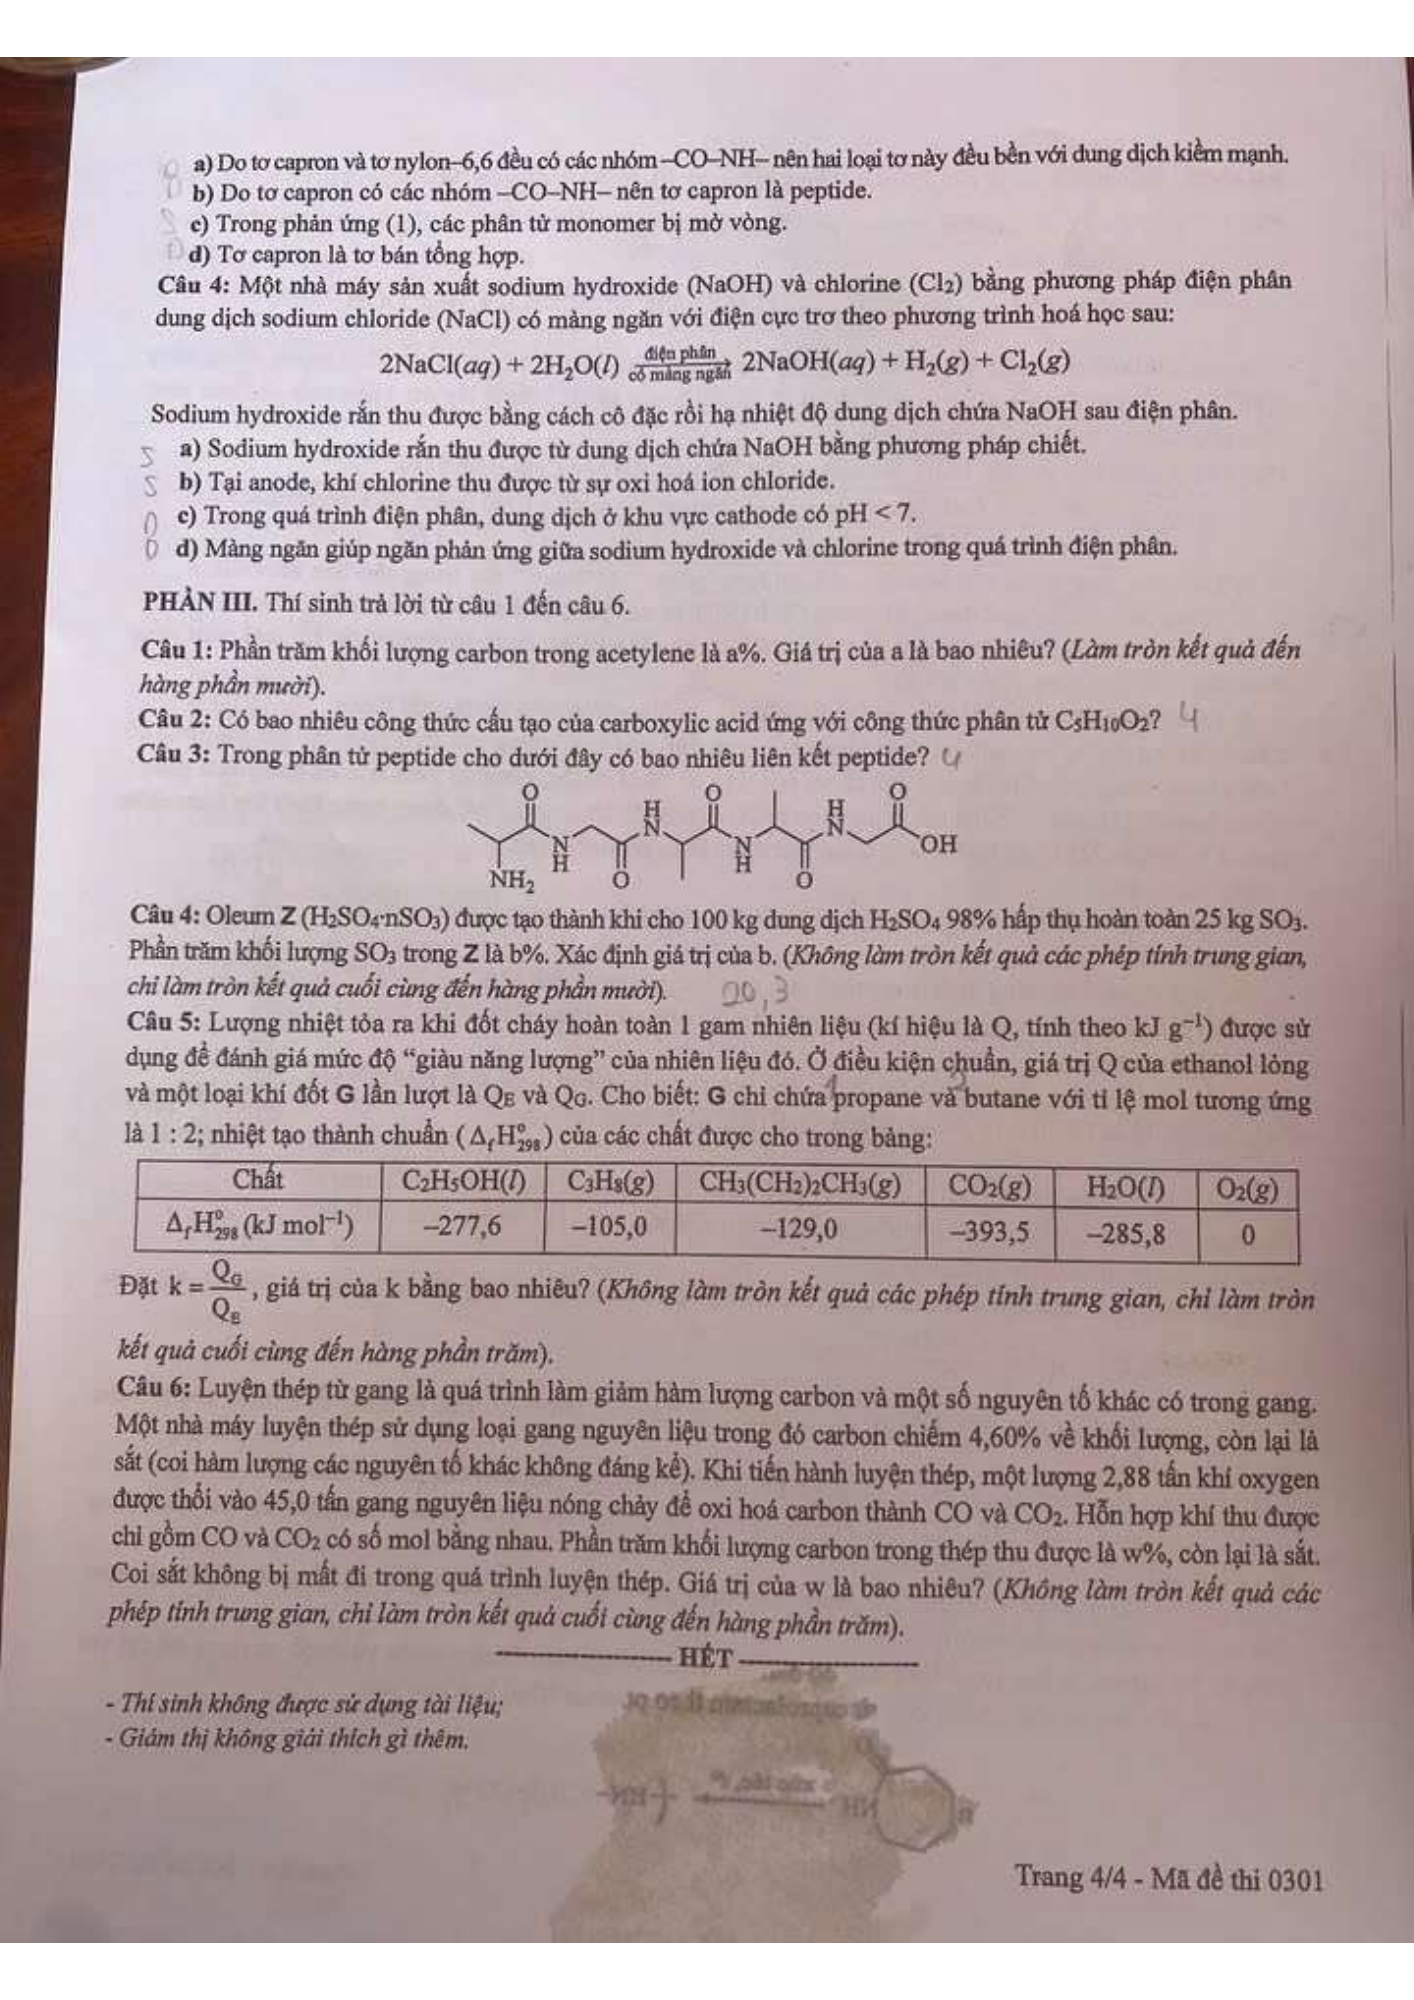 a) Do tơ capron và tơ nylon–6,6 đều có các nhóm –CO–NH– nên hai loại tơ này đều bền với dung dịch kiềm mạnh.
b) Do tơ capron có các nhóm –CO–NH– nên tơ capron là peptide.
c) Trong phản ứng (1), các phân tử monomer bị mở vòng.
d) Tơ capron là tơ bán tổng hợp.
Câu 4: Một nhà máy sản xuất sodium hydroxide (NaOH) và chlorine (Cl₂) bằng phương pháp điện phân
dung dịch sodium chloride (NaCl) có màng ngăn với điện cực trơ theo phương trình hoá học sau:
điện phân
2NaCl(aq) + 2H₂O(l) ⟶ 2NaOH(aq) + H₂(g) + Cl₂(g)
có màng ngăn
Sodium hydroxide rắn thu được bằng cách cô đặc rồi hạ nhiệt độ dung dịch chứa NaOH sau điện phân.
S a) Sodium hydroxide rắn thu được từ dung dịch chứa NaOH bằng phương pháp chiết.
S b) Tại anode, khí chlorine thu được từ sự oxi hoá ion chloride.
c) Trong quá trình điện phân, dung dịch ở khu vực cathode có pH < 7.
d) Màng ngăn giúp ngăn phản ứng giữa sodium hydroxide và chlorine trong quá trình điện phân.
PHẦN III. Thí sinh trả lời từ câu 1 đến câu 6.
Câu 1: Phần trăm khối lượng carbon trong acetylene là a%. Giá trị của a là bao nhiêu? (Làm tròn kết quả đến
hàng phần mười).
Câu 2: Có bao nhiêu công thức cấu tạo của carboxylic acid ứng với công thức phân tử C₅H₁₀O₂? 4
Câu 3: Trong phân tử peptide cho dưới đây có bao nhiêu liên kết peptide? 4
O O O
H N H N
N H N H OH
NH₂ O O
Câu 4: Oleum Z (H₂SO₄·nSO₃) được tạo thành khi cho 100 kg dung dịch H₂SO₄ 98% hấp thụ hoàn toàn 25 kg SO₃.
Phần trăm khối lượng SO₃ trong Z là b%. Xác định giá trị của b. (Không làm tròn kết quả các phép tính trung gian,
chỉ làm tròn kết quả cuối cùng đến hàng phần mười). 20,3
Câu 5: Lượng nhiệt tỏa ra khi đốt cháy hoàn toàn 1 gam nhiên liệu (kí hiệu là Q, tính theo kJ g⁻¹) được sử
dụng để đánh giá mức độ “giàu năng lượng” của nhiên liệu đó. Ở điều kiện chuẩn, giá trị Q của ethanol lỏng
và một loại khí đốt G lần lượt là Q_E và Q_G. Cho biết: G chỉ chứa propane và butane với tỉ lệ mol tương ứng
là 1 : 2; nhiệt tạo thành chuẩn (Δ_fH°₂₉₈) của các chất được cho trong bảng:
Chất C₂H₅OH(l) C₃H₈(g) CH₃(CH₂)₂CH₃(g) CO₂(g) H₂O(l) O₂(g)
Δ_fH°₂₉₈ (kJ mol⁻¹) –277,6 –105,0 –129,0 –393,5 –285,8 0
Đặt k = Q_G/Q_E, giá trị của k bằng bao nhiêu? (Không làm tròn kết quả các phép tính trung gian, chỉ làm tròn
kết quả cuối cùng đến hàng phần trăm).
Câu 6: Luyện thép từ gang là quá trình làm giảm hàm lượng carbon và một số nguyên tố khác có trong gang.
Một nhà máy luyện thép sử dụng loại gang nguyên liệu trong đó carbon chiếm 4,60% về khối lượng, còn lại là
sắt (coi hàm lượng các nguyên tố khác không đáng kể). Khi tiến hành luyện thép, một lượng 2,88 tấn khí oxygen
được thổi vào 45,0 tấn gang nguyên liệu nóng chảy để oxi hoá carbon thành CO và CO₂. Hỗn hợp khí thu được
chỉ gồm CO và CO₂ có số mol bằng nhau. Phần trăm khối lượng carbon trong thép thu được là w%, còn lại là sắt.
Coi sắt không bị mất đi trong quá trình luyện thép. Giá trị của w là bao nhiêu? (Không làm tròn kết quả các
phép tính trung gian, chỉ làm tròn kết quả cuối cùng đến hàng phần trăm).
HẾT
- Thí sinh không được sử dụng tài liệu;
- Giám thị không giải thích gì thêm.
Trang 4/4 - Mã đề thi 0301